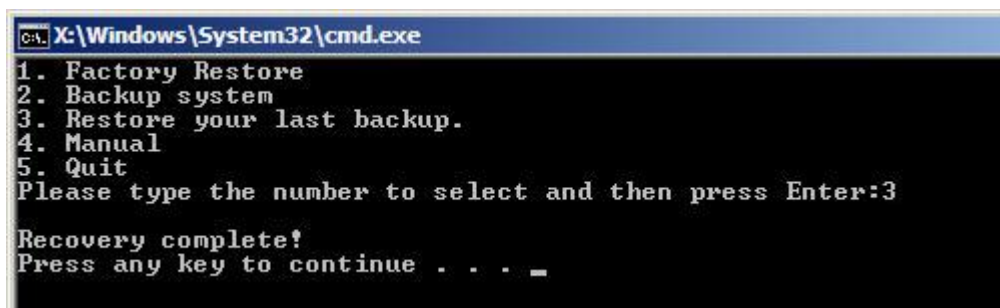 C:\. X:\Windows\System32\cmd.exe
1. Factory Restore
2. Backup system
3. Restore your last backup.
4. Manual
5. Quit
Please type the number to select and then press Enter:3
Recovery complete!
Press any key to continue . . . _